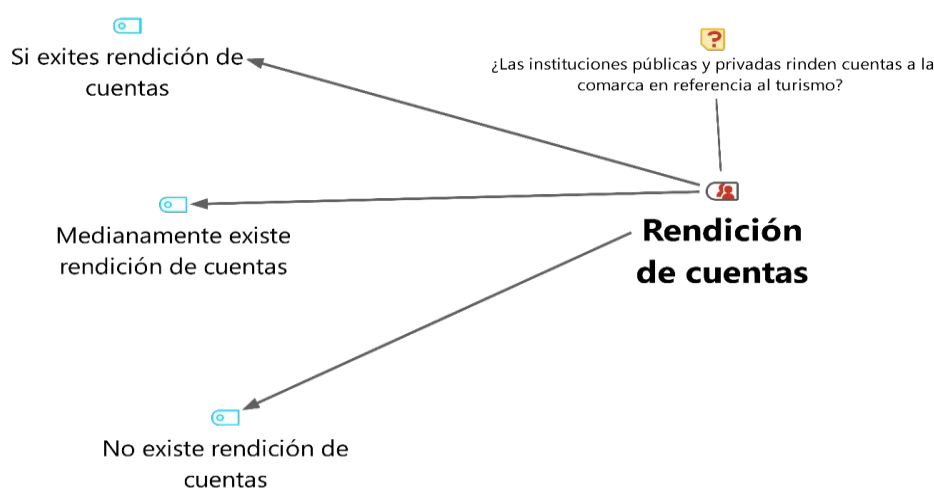 Si exites rendición de
cuentas
¿Las instituciones públicas y privadas rinden cuentas a la
comarca en referencia al turismo?
Medianamente existe
rendición de cuentas
Rendición
de cuentas
No existe rendición de
cuentas